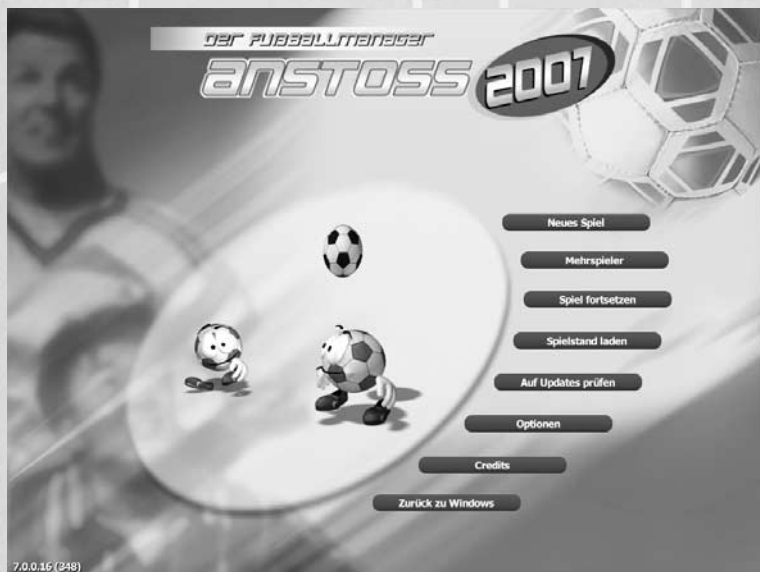 DER FUßBALLMANAGER
ANSTOSS 2007
Neues Spiel
Mehrspieler
Spiel fortsetzen
Spielstand laden
Auf Updates prüfen
Optionen
Credits
Zurück zu Windows
7.0.0.16 (348)